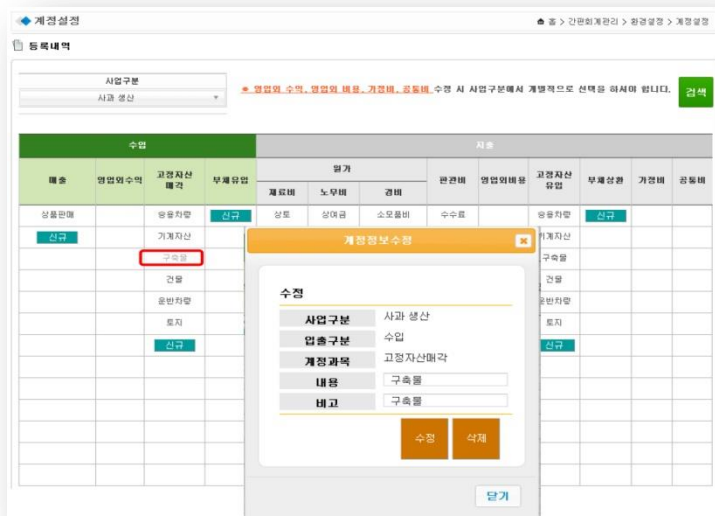 계정설정
홈 > 간편회계관리 > 환경설정 > 계정설정
등록내역
사업구분
사과 생산
※ 영업외 수익, 영업외 비용, 가정비, 공통비 수정 시 사업구분에서 개별적으로 선택을 하셔야 합니다.
검색
수입 지출
매출 영업외수익 고정자산 매각 부채유입 원가 판관비 영업외비용 고정자산 유입 부채상환 가정비 공통비
재료비 노무비 경비
상품판매 승용차량 신규 상토 상여금 소모품비 수수료 승용차량 신규
신규 기계자산 기계자산
구축물 구축물
건물 건물
운반차량 운반차량
토지 토지
신규 신규
계정정보수정
수정
사업구분 사과 생산
입출구분 수입
계정과목 고정자산매각
내용 구축물
비고 구축물
수정 삭제
닫기